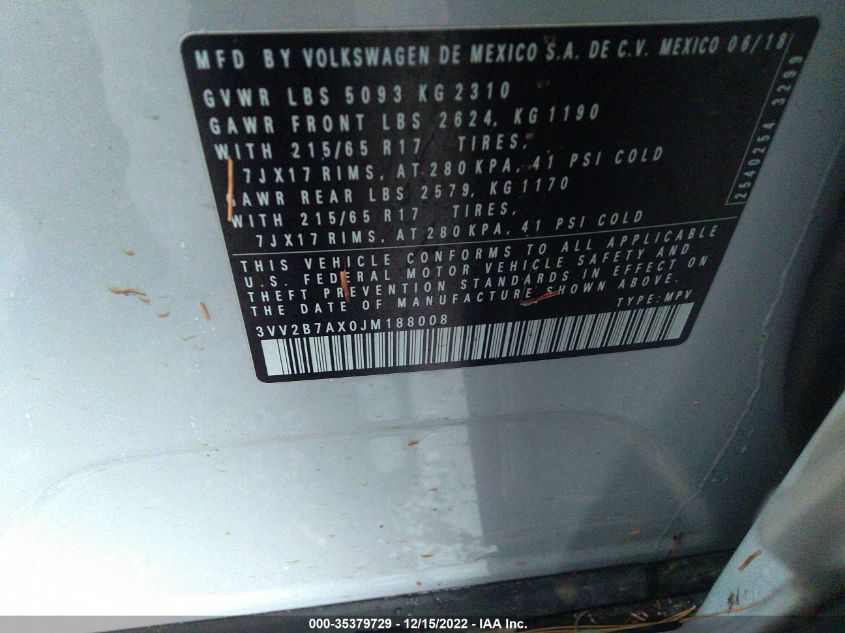 MFD BY VOLKSWAGEN DE MEXICO S.A. DE C.V. MEXICO 06/18
GVWR LBS 5093 KG 2310
GAWR FRONT LBS 2624, KG 1190
WITH 215/65 R17 TIRES,
7JX17 RIMS, AT 280 KPA, 41 PSI COLD
GAWR REAR LBS 2579, KG 1170
WITH 215/65 R17 TIRES,
7JX17 RIMS, AT 280 KPA, 41 PSI COLD
2540254 3299
THIS VEHICLE CONFORMS TO ALL APPLICABLE
U.S. FEDERAL MOTOR VEHICLE SAFETY AND
THEFT PREVENTION STANDARDS IN EFFECT ON
THE DATE OF MANUFACTURE SHOWN ABOVE.
TYPE: MPV
3VV2B7AX0JM188008
000-35379729 - 12/15/2022 - IAA Inc.